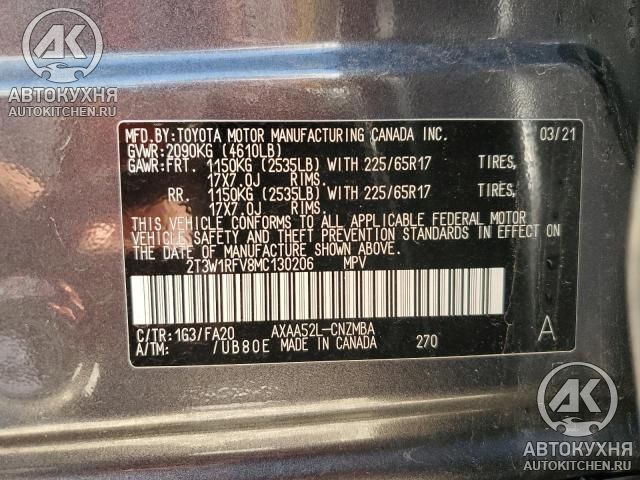 AK
АВТОКУХНЯ
AUTOKITCHEN.RU
MFD.BY:TOYOTA MOTOR MANUFACTURING CANADA INC. 03/21
GVWR:2090KG (4610LB)
GAWR:FRT. 1150KG (2535LB) WITH 225/65R17 TIRES,
17X7.0J RIMS.
RR. 1150KG (2535LB) WITH 225/65R17 TIRES,
17X7.0J RIMS.
THIS VEHICLE CONFORMS TO ALL APPLICABLE FEDERAL MOTOR
VEHICLE SAFETY AND THEFT PREVENTION STANDARDS IN EFFECT ON
THE DATE OF MANUFACTURE SHOWN ABOVE.
2T3W1RFV8MC130206 MPV
C/TR:1G3/FA20 AXAA52L-CNZMBA A
A/TM: /UB80E MADE IN CANADA 270
AK
АВТОКУХНЯ
AUTOKITCHEN.RU